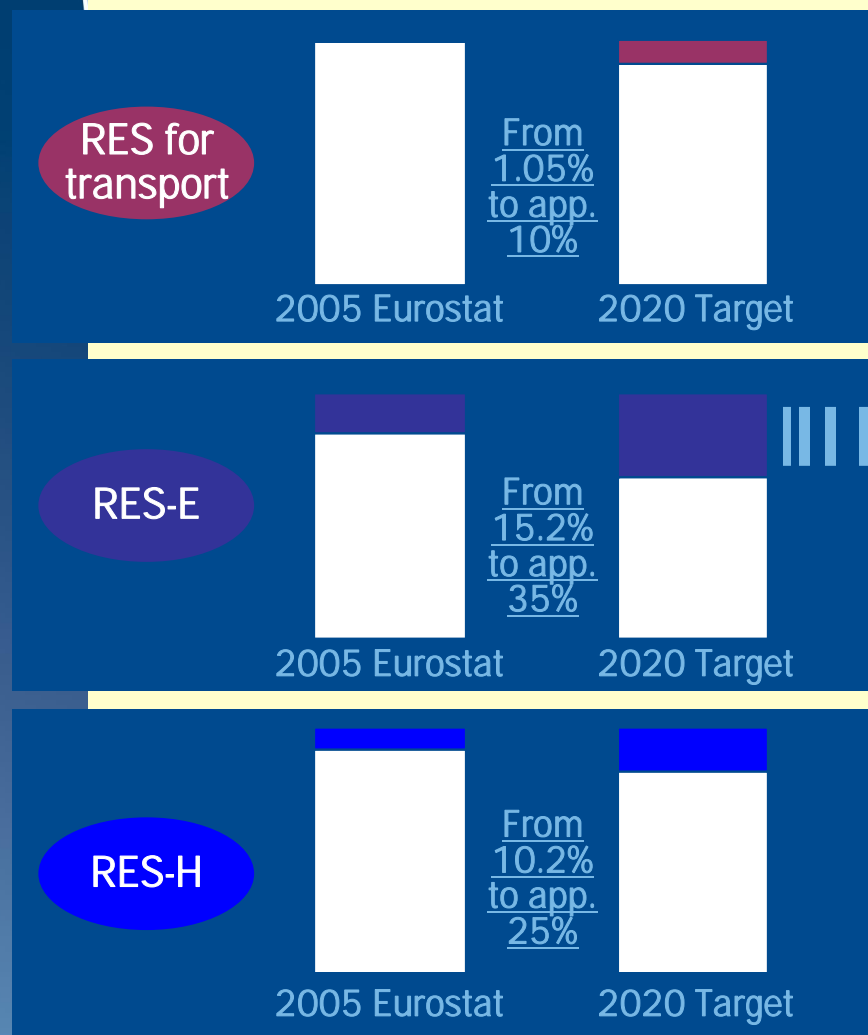 RES for
transport
From
1.05%
to app.
10%
2005 Eurostat
2020 Target
RES-E
From
15.2%
to app.
35%
2005 Eurostat
2020 Target
RES-H
From
10.2%
to app.
25%
2005 Eurostat
2020 Target